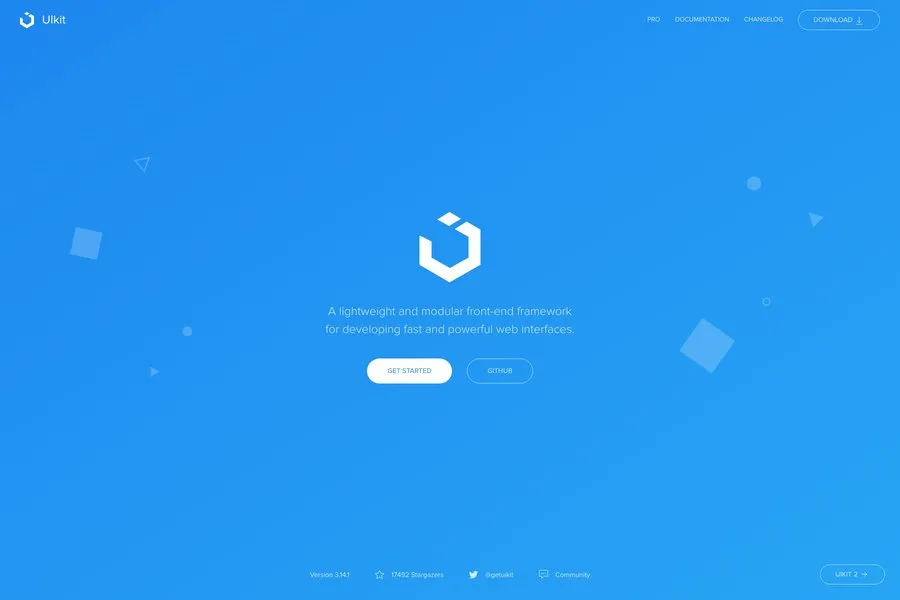 UIkit
PRO
DOCUMENTATION
CHANGELOG
DOWNLOAD
A lightweight and modular front-end framework
for developing fast and powerful web interfaces.
GET STARTED
GITHUB
Version 3.14.1
17492 Stargazers
@getuikit
Community
UIKIT 2